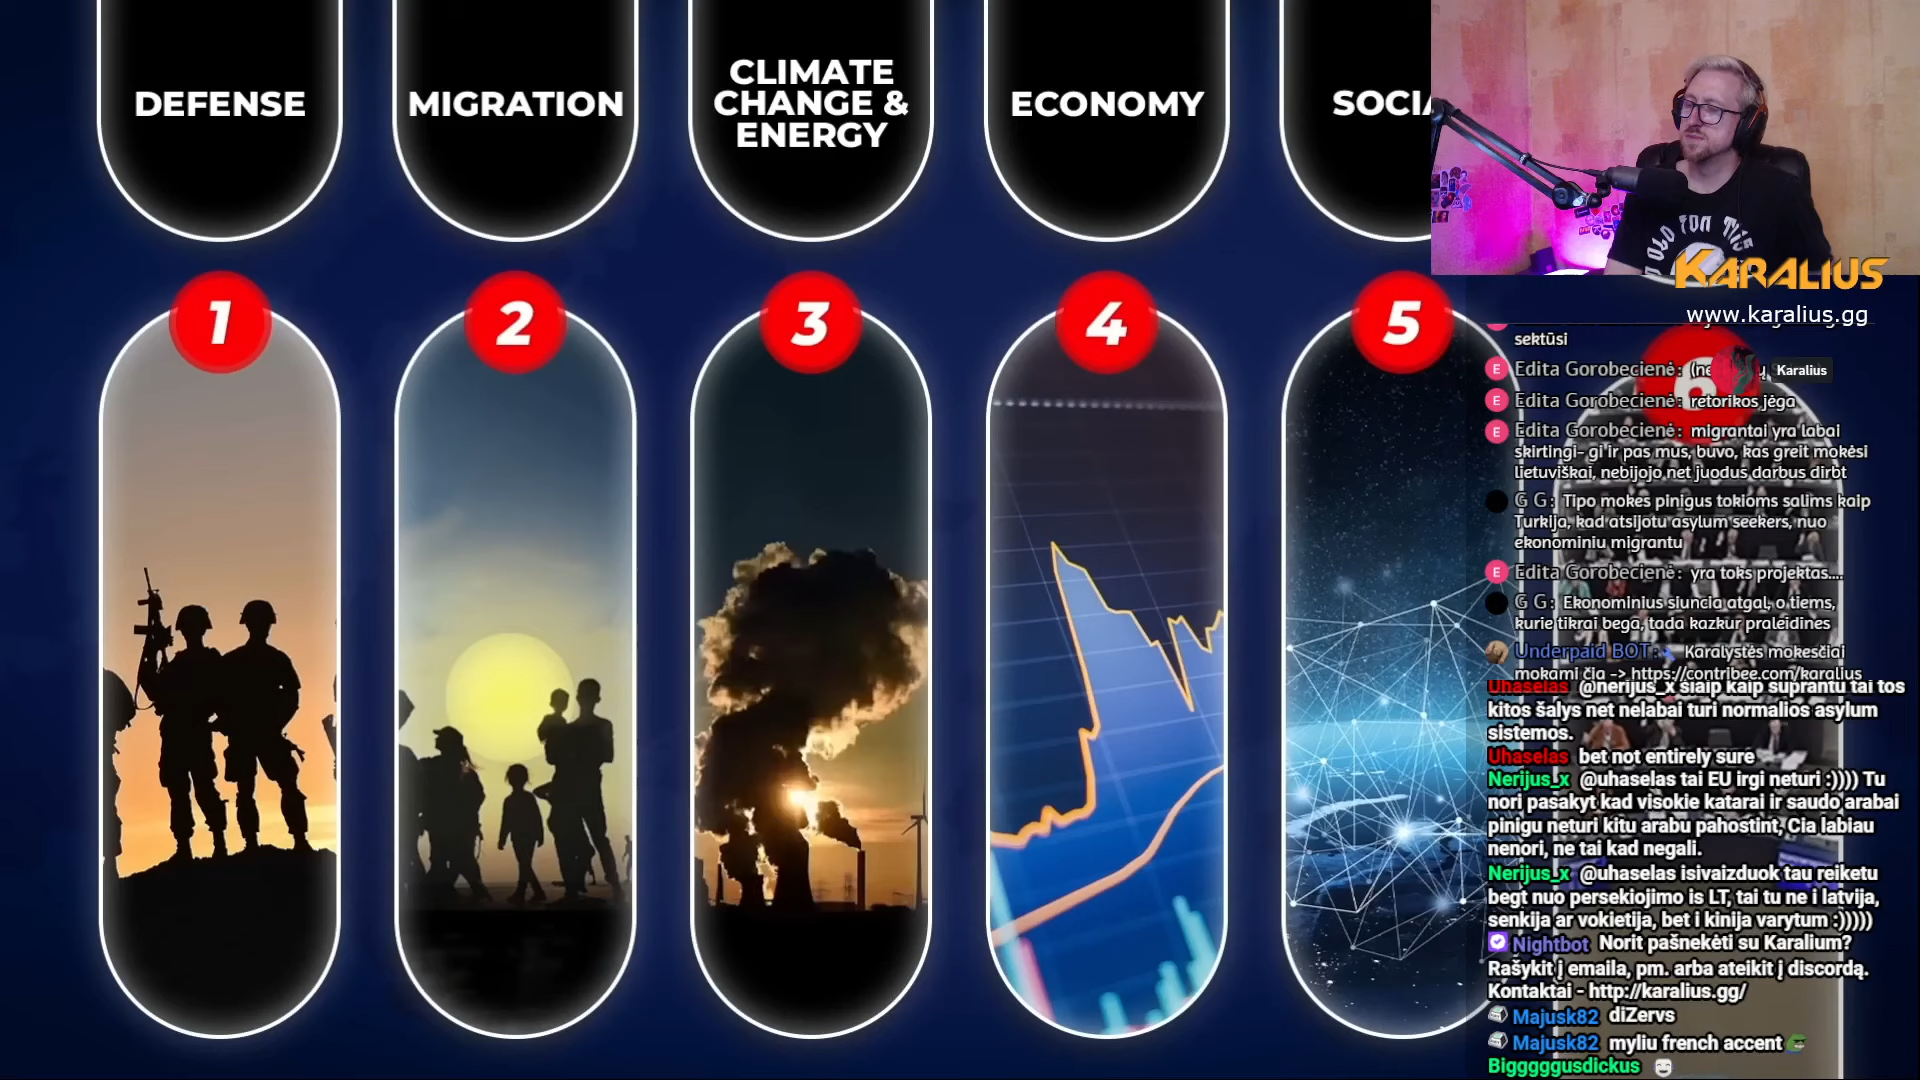 DEFENSE
MIGRATION
CLIMATE
CHANGE &
ENERGY
ECONOMY
1
2
3
4
5
6
KARALIUS
www.karalius.gg
sektūsi
Edita Gorobecienė:
Karalius
Edita Gorobecienė: retorikos jėga
Edita Gorobecienė: migrantai yra labai
skirtingi- gi ir pas mus, buvo, kas greit mokėsi
lietuviškai, nebijojo net juodus darbus dirbt
G G: Tipo mokes pinigus tokioms salims kaip
Turkija, kad atsijotu asylum seekers, nuo
ekonominiu migrantu
Edita Gorobecienė: yra toks projektas....
G G: Ekonominius siuncia atgal, o tiems,
kurie tikrai bega, tada kazkur praleidines
Underpaid BOT: Karalystės mokesčiai
mokami čia -> https://contribee.com/karalius
Uhaselas @nerijus_x siaip kaip suprantu tai tos
kitos šalys net nelabai turi normalios asylum
sistemos.
Uhaselas bet not entirely sure
Nerijus_x @uhaselas tai EU irgi neturi :)))) Tu
nori pasakyt kad visokie katarai ir saudo arabai
pinigu neturi kitu arabu pahostint, Cia labiau
nenori, ne tai kad negali.
Nerijus_x @uhaselas isivaizduok tau reiketu
begt nuo persekiojimo is LT, tai tu ne i latvija,
senkija ar vokietija, bet i kinija varytum :)))))
Nightbot Norit pašnekėti su Karalium?
Rašykit į emaila, pm. arba ateikit į discordą.
Kontaktai - http://karalius.gg/
Majusk82 diZervs
Majusk82 myliu french accent
Bigggggusdickus